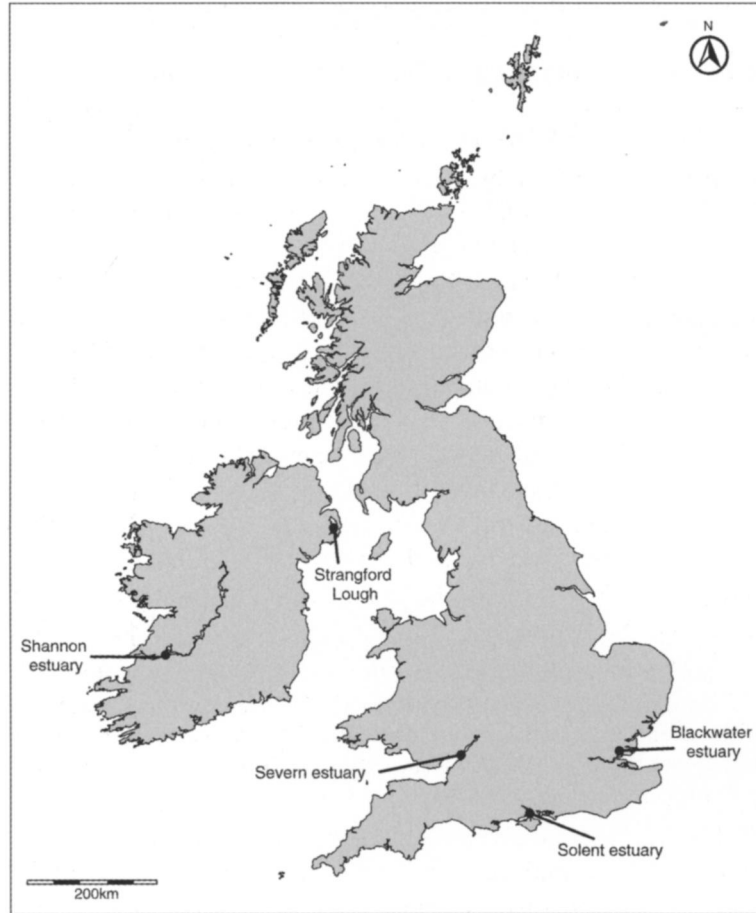 N
Strangford
Lough
Shannon
estuary
Blackwater
estuary
Severn estuary
Solent estuary
200km